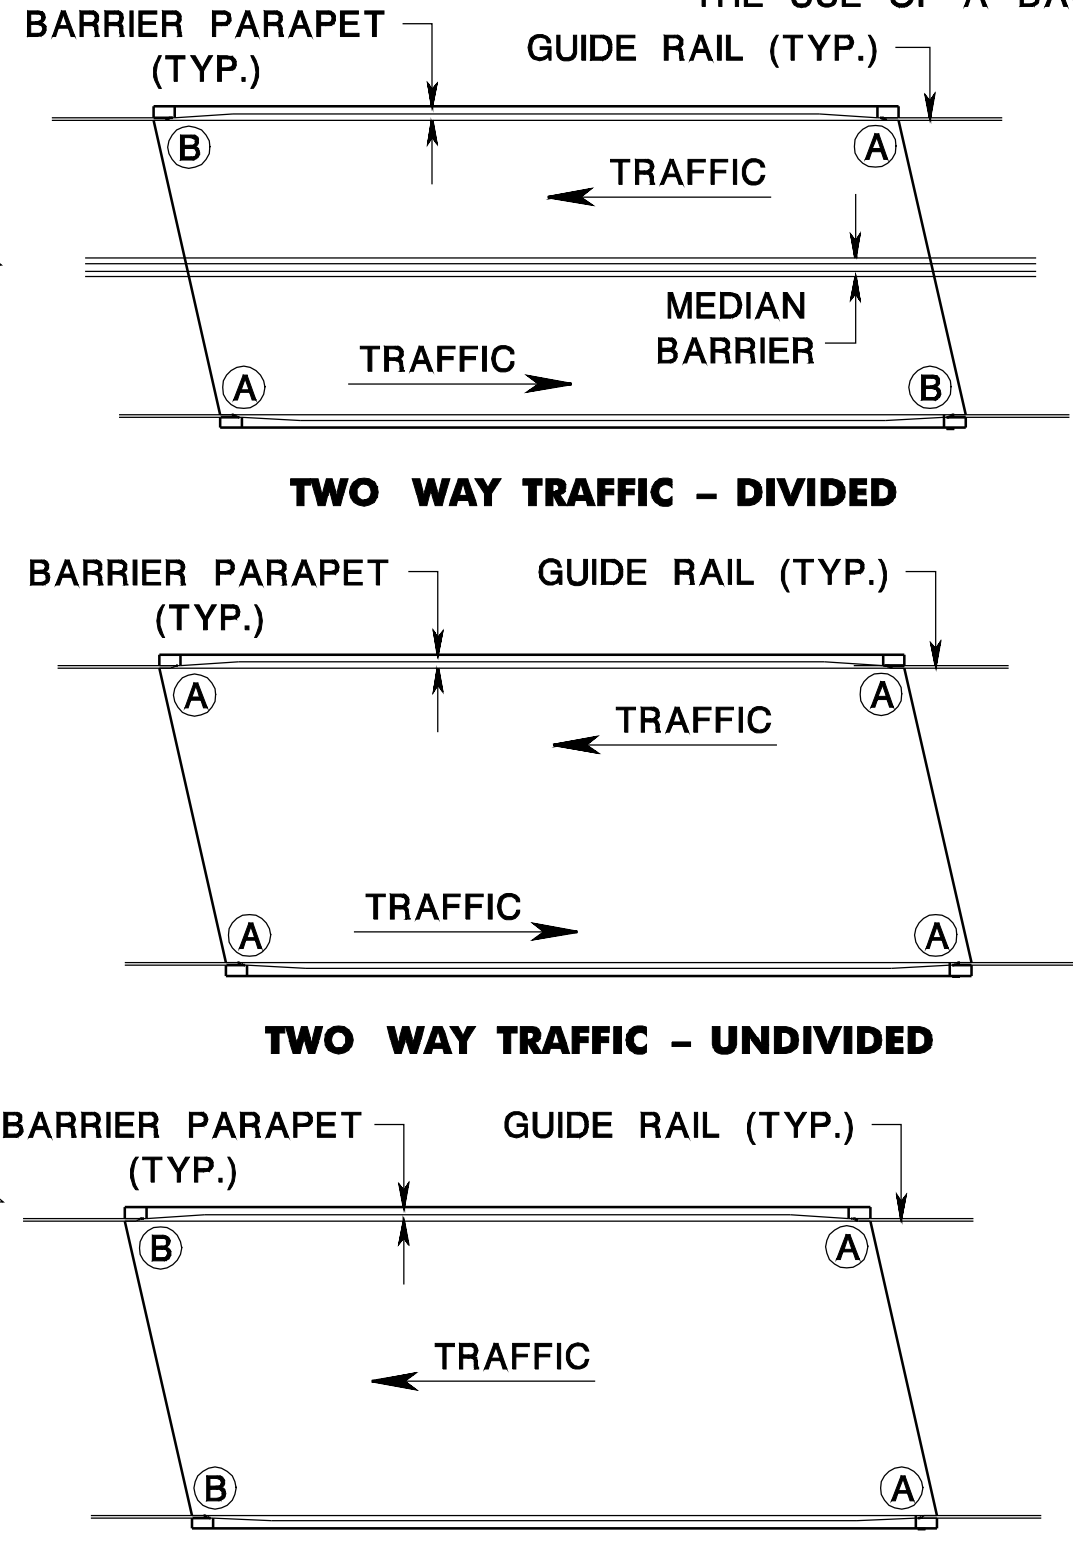 THE USE OF A BA
BARRIER PARAPET
(TYP.)
GUIDE RAIL (TYP.)
B
A
TRAFFIC
MEDIAN
BARRIER
TRAFFIC
A
B
TWO WAY TRAFFIC – DIVIDED
BARRIER PARAPET
(TYP.)
GUIDE RAIL (TYP.)
A
A
TRAFFIC
TRAFFIC
A
A
TWO WAY TRAFFIC – UNDIVIDED
BARRIER PARAPET
(TYP.)
GUIDE RAIL (TYP.)
B
A
TRAFFIC
B
A